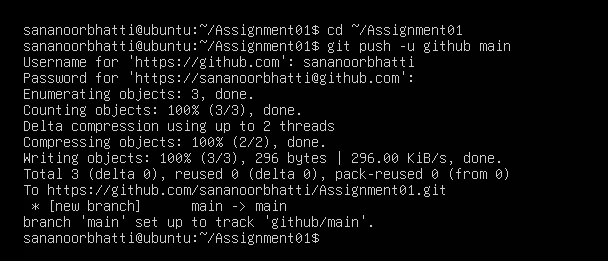 sananoorbhatti@ubuntu:~/Assignment01$ cd ~/Assignment01
sananoorbhatti@ubuntu:~/Assignment01$ git push -u github main
Username for 'https://github.com': sananoorbhatti
Password for 'https://sananoorbhatti@github.com':
Enumerating objects: 3, done.
Counting objects: 100% (3/3), done.
Delta compression using up to 2 threads
Compressing objects: 100% (2/2), done.
Writing objects: 100% (3/3), 296 bytes | 296.00 KiB/s, done.
Total 3 (delta 0), reused 0 (delta 0), pack-reused 0 (from 0)
To https://github.com/sananoorbhatti/Assignment01.git
 * [new branch]      main -> main
branch 'main' set up to track 'github/main'.
sananoorbhatti@ubuntu:~/Assignment01$